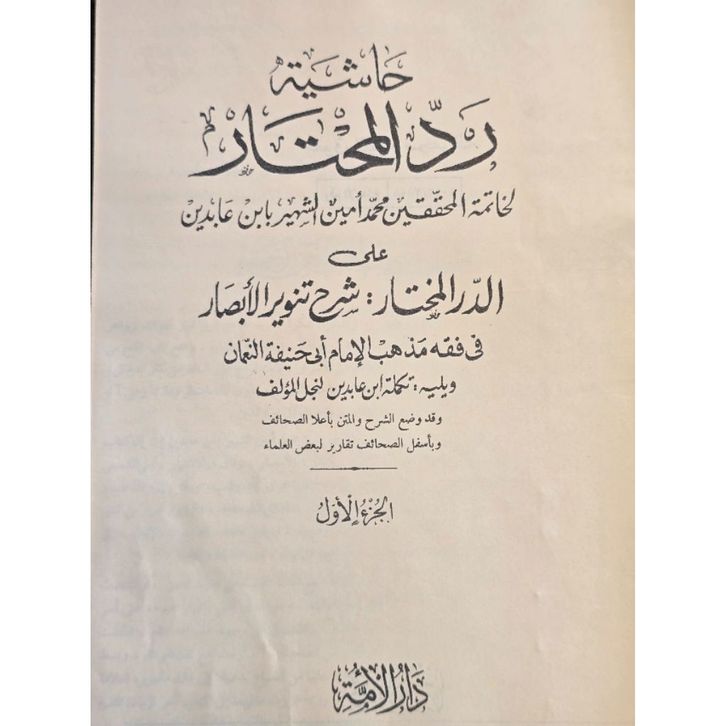 حاشية
ردّ المحتار
لخاتمة المحققين محمد أمين الشهير بابن عابدين
على
الدر المختار: شرح تنوير الأبصار
في فقه مذهب الإمام أبي حنيفة النعمان
ويليه: تكملة ابن عابدين لنجل المؤلف
وقد وضع الشرح والمتن بأعلا الصحائف
وبأسفل الصحائف تقارير لبعض العلماء
الجزء الأول
دار الأمة